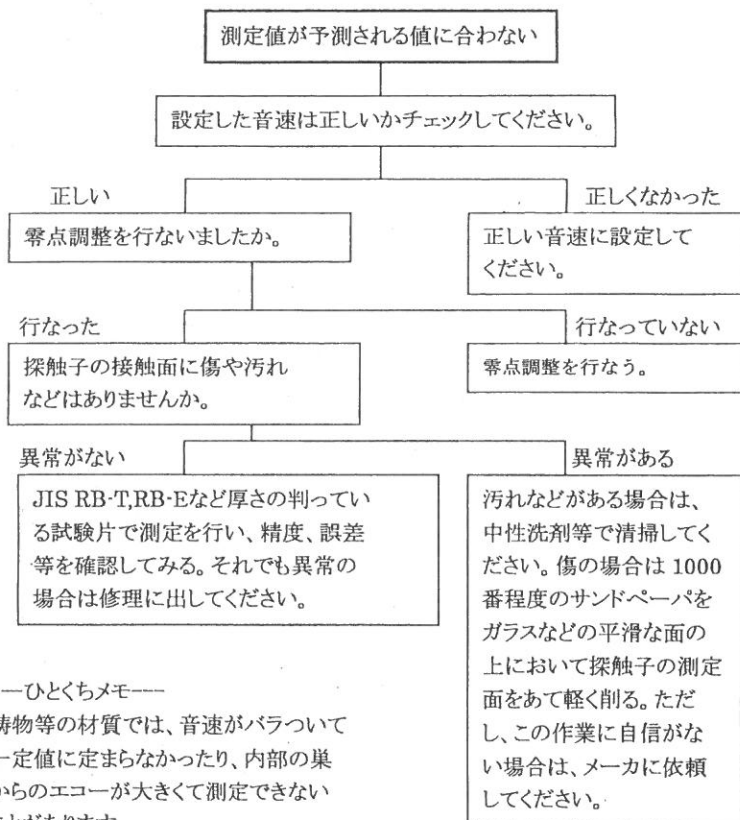 測定値が予測される値に合わない
設定した音速は正しいかチェックしてください。
正しい
正しくなかった
零点調整を行ないましたか。
正しい音速に設定して
ください。
行なった
行なっていない
探触子の接触面に傷や汚れ
などはありませんか。
零点調整を行なう。
異常がない
異常がある
JIS RB-T,RB-Eなど厚さの判ってい
る試験片で測定を行い、精度、誤差
等を確認してみる。それでも異常の
場合は修理に出してください。
汚れなどがある場合は、
中性洗剤等で清掃してく
ださい。傷の場合は 1000
番程度のサンドペーパを
ガラスなどの平滑な面の
上において探触子の測定
面をあて軽く削る。ただ
し、この作業に自信がな
い場合は、メーカに依頼
してください。
―ひとくちメモ―--
鋳物等の材質では、音速がバラついて
一定値に定まらなかったり、内部の巣
からのエコーが大きくて測定できない